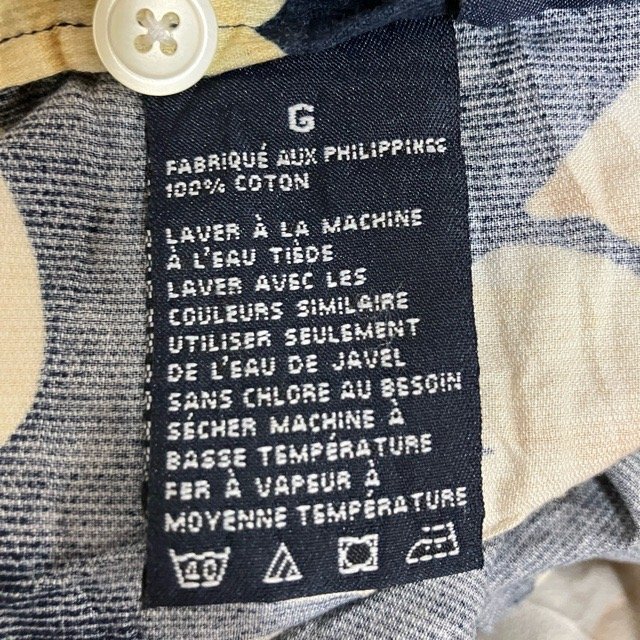 G
FABRIQUÉ AUX PHILIPPINES
100% COTON
LAVER À LA MACHINE
À L'EAU TIÈDE
LAVER AVEC LES
COULEURS SIMILAIRE
UTILISER SEULEMENT
DE L'EAU DE JAVEL
SANS CHLORE AU BESOIN
SÉCHER MACHINE À
BASSE TEMPÉRATURE
FER À VAPEUR À
MOYENNE TEMPÉRATURE
40